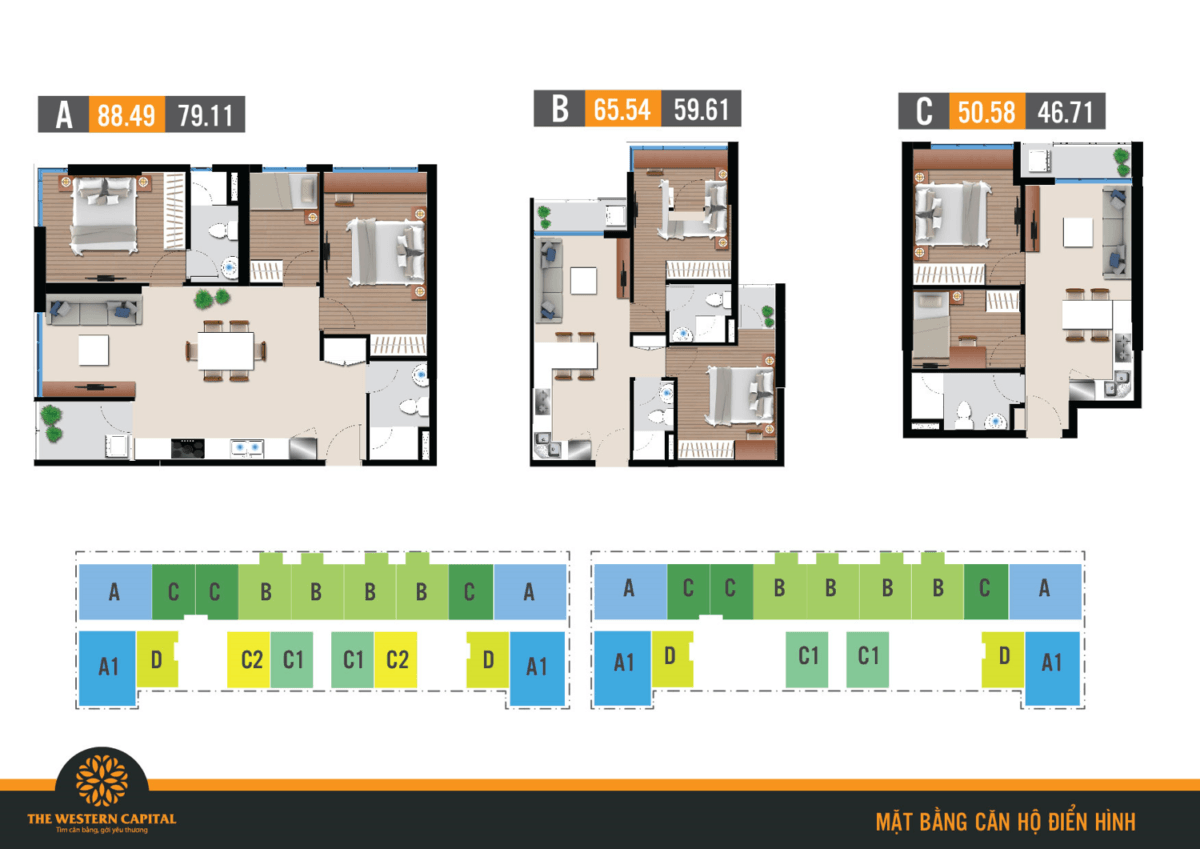 A 88.49 79.11
B 65.54 59.61
C 50.58 46.71
A C C B B B B C A
A1 D C2 C1 C1 C2 D A1
A C C B B B B C A
A1 D C1 C1 D A1
THE WESTERN CAPITAL
Tìm cân bằng, gởi yêu thương
MẶT BẰNG CĂN HỘ ĐIỂN HÌNH